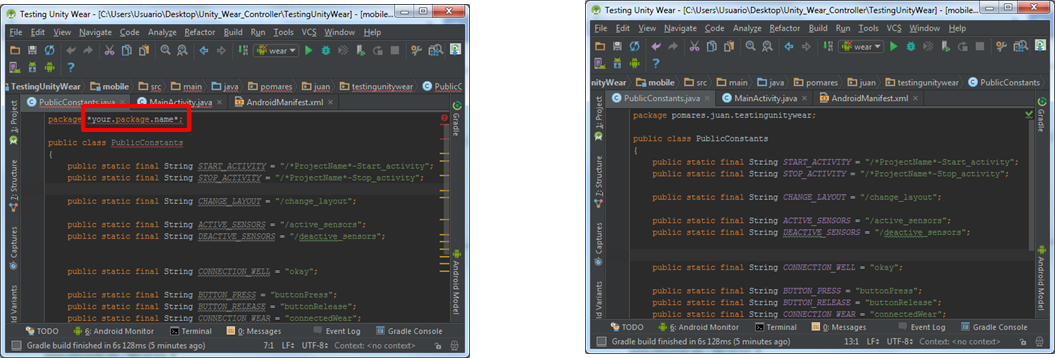 Testing Unity Wear - [C:\Users\Usuario\Desktop\Unity_Wear_Controller\TestingUnityWear] - [mobile...
File Edit View Navigate Code Analyze Refactor Build Run Tools VCS Window Help
wear
TestingUnityWear mobile src main java pomares juan testingunitywear PublicC
PublicConstants.java MainActivity.java AndroidManifest.xml
1: Project
Z: Structure
Captures
ld Variants
package *your.package.name*;
public class PublicConstants
{
public static final String START_ACTIVITY = "/*ProjectName*-Start_activity";
public static final String STOP_ACTIVITY = "/*ProjectName*-Stop_activity";
public static final String CHANGE_LAYOUT = "/change_layout";
public static final String ACTIVE_SENSORS = "/active_sensors";
public static final String DEACTIVE_SENSORS = "/deactive_sensors";
public static final String CONNECTION_WELL = "okay";
public static final String BUTTON_PRESS = "buttonPress";
public static final String BUTTON_RELEASE = "buttonRelease";
public static final String CONNECTION_WEAR = "connectedWear";
Gradle
Android Model
TODO 6: Android Monitor Terminal 0: Messages Event Log Gradle Console
Gradle build finished in 6s 128ms (5 minutes ago) 7:1 LF÷ UTF-8÷ Context: <no context>
Testing Unity Wear - [C:\Users\Usuario\Desktop\Unity_Wear_Controller\TestingUnityWear] - [mobile...
File Edit View Navigate Code Analyze Refactor Build Run Tools VCS Window Help
wear
nityWear mobile src main java pomares juan testingunitywear PublicConstants
PublicConstants.java MainActivity.java AndroidManifest.xml
1: Project
Z: Structure
Captures
ld Variants
package pomares.juan.testingunitywear;
public class PublicConstants
{
public static final String START_ACTIVITY = "/*ProjectName*-Start_activity";
public static final String STOP_ACTIVITY = "/*ProjectName*-Stop_activity";
public static final String CHANGE_LAYOUT = "/change_layout";
public static final String ACTIVE_SENSORS = "/active_sensors";
public static final String DEACTIVE_SENSORS = "/deactive_sensors";
public static final String CONNECTION_WELL = "okay";
public static final String BUTTON_PRESS = "buttonPress";
public static final String BUTTON_RELEASE = "buttonRelease";
public static final String CONNECTION_WEAR = "connectedWear";
Gradle
Android Model
TODO 6: Android Monitor Terminal 0: Messages Event Log Gradle Console
Gradle build finished in 6s 128ms (5 minutes ago) 13:1 LF÷ UTF-8÷ Context: <no context>